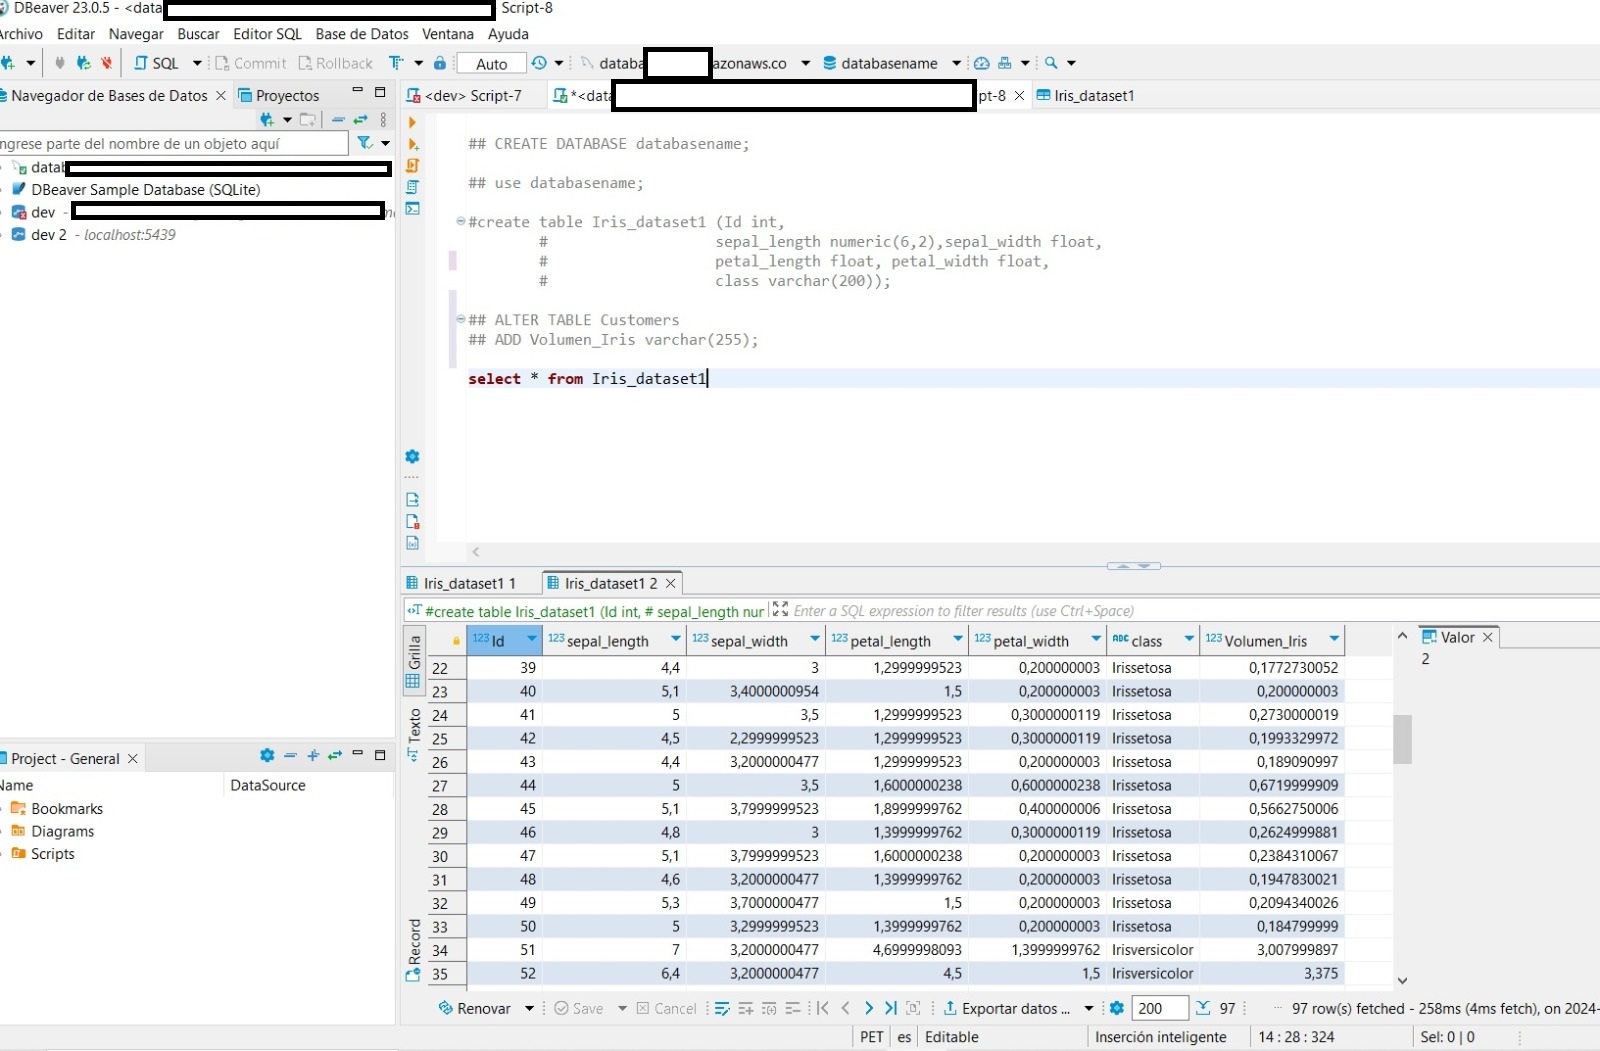 DBeaver 23.0.5 - <data Script-8
Archivo Editar Navegar Buscar Editor SQL Base de Datos Ventana Ayuda
SQL Commit Rollback Auto databa azonaws.co databasename
Navegador de Bases de Datos Proyectos
<dev> Script-7 *<data pt-8 Iris_dataset1
ngrese parte del nombre de un objeto aquí
datab
DBeaver Sample Database (SQLite)
dev -
dev 2 - localhost:5439
## CREATE DATABASE databasename;
## use databasename;
#create table Iris_dataset1 (Id int,
# sepal_length numeric(6,2),sepal_width float,
# petal_length float, petal_width float,
# class varchar(200));
## ALTER TABLE Customers
## ADD Volumen_Iris varchar(255);
select * from Iris_dataset1
Project - General
Name DataSource
Bookmarks
Diagrams
Scripts
Iris_dataset1 1 Iris_dataset1 2
#create table Iris_dataset1 (Id int, # sepal_length nur Enter a SQL expression to filter results (use Ctrl+Space)
Grilla
Texto
Record
123 Id 123 sepal_length 123 sepal_width 123 petal_length 123 petal_width ABC class 123 Volumen_Iris
22 39 4,4 3 1,2999999523 0,200000003 Irissetosa 0,1772730052
23 40 5,1 3,4000000954 1,5 0,200000003 Irissetosa 0,200000003
24 41 5 3,5 1,2999999523 0,3000000119 Irissetosa 0,2730000019
25 42 4,5 2,2999999523 1,2999999523 0,3000000119 Irissetosa 0,1993329972
26 43 4,4 3,2000000477 1,2999999523 0,200000003 Irissetosa 0,189090997
27 44 5 3,5 1,6000000238 0,6000000238 Irissetosa 0,6719999909
28 45 5,1 3,7999999523 1,8999999762 0,400000006 Irissetosa 0,5662750006
29 46 4,8 3 1,3999999762 0,3000000119 Irissetosa 0,2624999881
30 47 5,1 3,7999999523 1,6000000238 0,200000003 Irissetosa 0,2384310067
31 48 4,6 3,2000000477 1,3999999762 0,200000003 Irissetosa 0,1947830021
32 49 5,3 3,7000000477 1,5 0,200000003 Irissetosa 0,2094340026
33 50 5 3,2999999523 1,3999999762 0,200000003 Irissetosa 0,184799999
34 51 7 3,2000000477 4,6999998093 1,3999999762 Irisversicolor 3,007999897
35 52 6,4 3,2000000477 4,5 1,5 Irisversicolor 3,375
Valor
2
Renovar Save Cancel Exportar datos ... 200 97 97 row(s) fetched - 258ms (4ms fetch), on 2024-
PET es Editable Inserción inteligente 14 : 28 : 324 Sel: 0 | 0